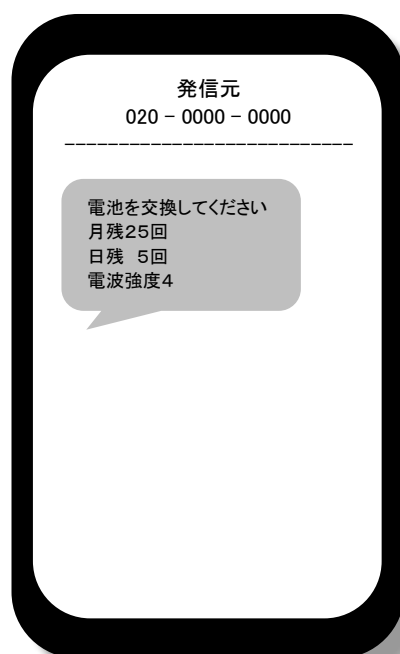 発信元
020 − 0000 − 0000
---------------------------
電池を交換してください
月残25回
日残　5回
電波強度4